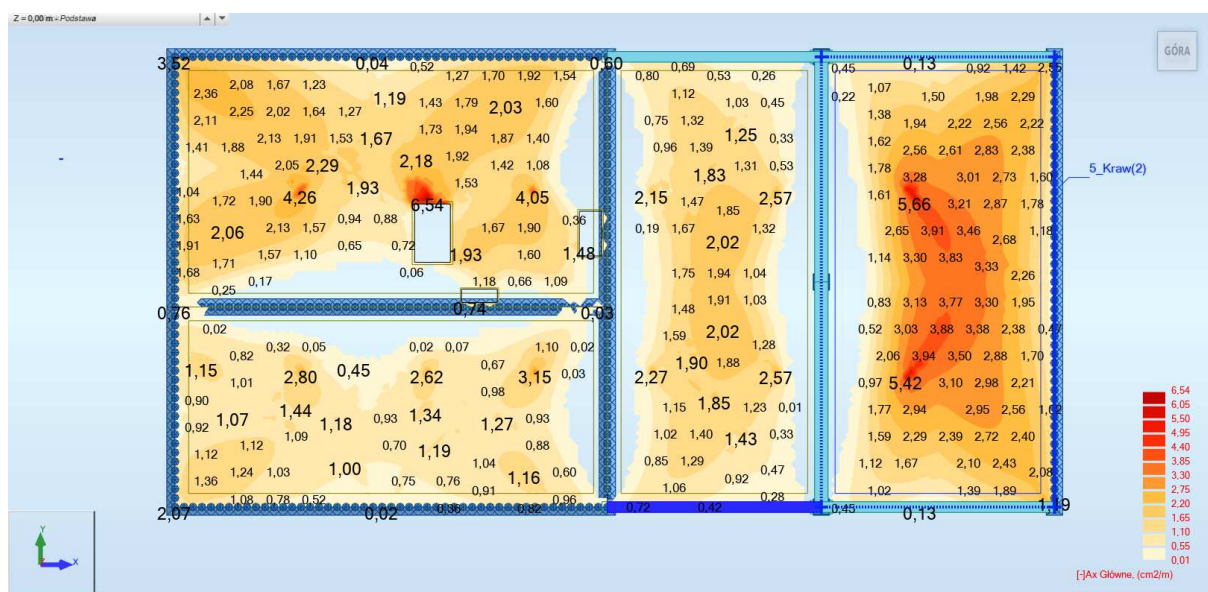 Z = 0,00 m - Podstawa
GÓRA
3,52 0,04 0,52 0,60 0,69 0,13
1,27 1,70 1,92 1,54 0,80 0,53 0,26 0,45 0,92 1,42
2,36 2,08 1,67 1,23 1,12 0,22 1,07
2,11 2,25 2,02 1,64 1,27 1,19 1,43 1,79 2,03 1,60 1,03 0,45 1,38 1,50 1,98 2,29
1,41 1,88 2,13 1,91 1,53 1,67 1,73 1,94 1,87 1,40 0,75 1,32 1,25 0,33 1,62 1,94 2,22 2,56 2,22
1,44 2,05 2,29 2,18 1,92 1,42 1,08 0,96 1,39 1,83 1,31 0,53 1,78 2,56 2,61 2,83 2,38
5_Kraw(2)
1,04 1,72 1,90 4,26 1,93 6,54 1,53 4,05 2,15 1,47 1,85 2,57 1,61 3,28 3,01 2,73 1,60
5,66 3,21 2,87 1,78
1,63 2,06 2,13 1,57 0,94 0,88 1,67 1,90 0,36 0,19 1,67 2,02 1,32 2,65 3,91 3,46 2,68 1,18
1,91 1,71 1,57 1,10 0,65 0,72 1,93 1,60 1,48 1,14 3,30 3,83 3,33
1,68 0,25 0,17 0,06 1,18 0,66 1,09 1,75 1,94 1,04 2,26
0,76 0,74 0,03 1,48 1,91 1,03 0,83 3,13 3,77 3,30 1,95
0,02 1,59 2,02 1,28 0,52 3,03 3,88 3,38 2,38
0,82 0,32 0,05 0,02 0,07 1,10 0,02 2,06 3,94 3,50 2,88 1,70
1,15 1,01 2,80 0,45 2,62 0,67 0,98 3,15 0,03 2,27 1,90 1,88 2,57 0,97 5,42 3,10 2,98 2,21
0,90 1,07 1,44 1,18 0,93 1,34 1,27 0,93 1,15 1,85 1,23 0,01 1,77 2,94 2,95 2,56
0,92 1,12 1,09 0,70 1,19 0,88 1,02 1,40 1,43 0,33 1,59 2,29 2,39 2,72 2,40
1,12 1,24 1,03 1,00 1,04 0,60 0,85 1,29 0,47 1,12 1,67 2,10 2,43 2,08
1,36 0,75 0,76 0,91 1,16 1,06 0,92 0,28 1,02 1,39 1,89
1,08 0,78 0,52 0,36 0,82 0,96 0,72 0,42 0,45
2,07 0,02 0,13
6,54
6,05
5,50
4,95
4,40
3,85
3,30
2,75
2,20
1,65
1,10
0,55
0,01
[-]Ax Główne, (cm2/m)
Y
X